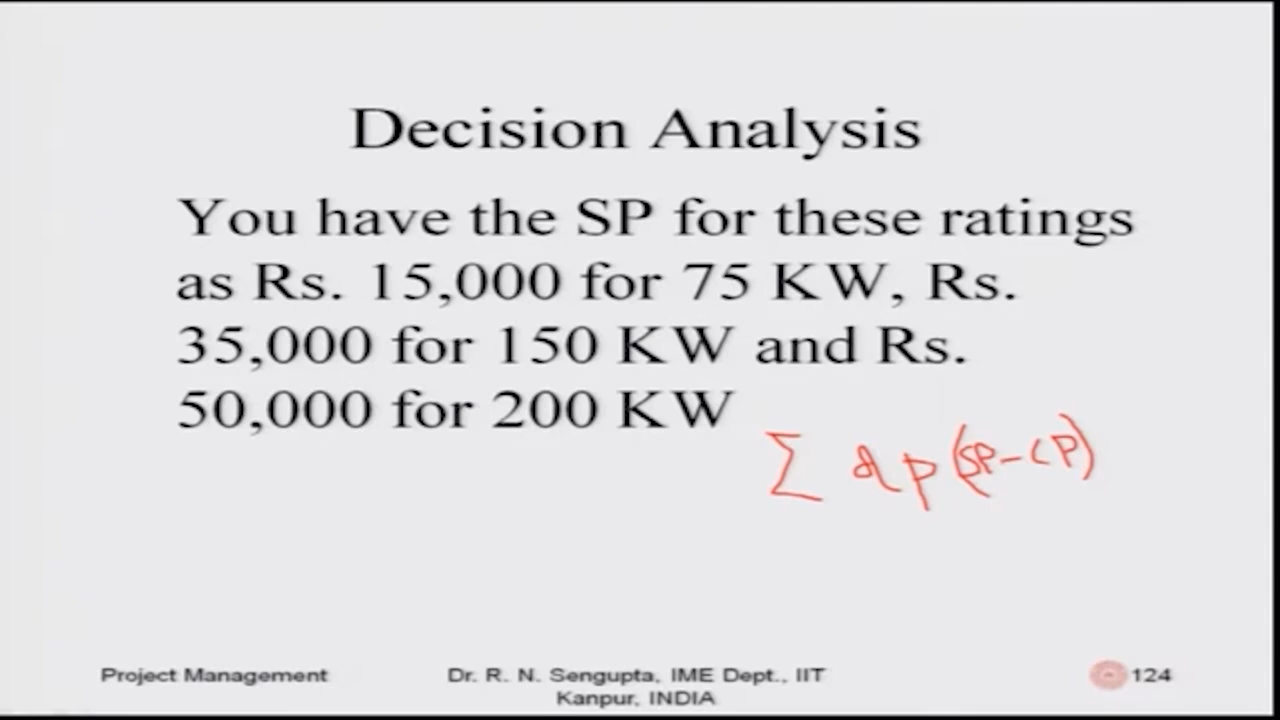 Decision Analysis
You have the SP for these ratings
as Rs. 15,000 for 75 KW, Rs.
35,000 for 150 KW and Rs.
50,000 for 200 KW
Σ p (SP-CP)
Project Management
Dr. R. N. Sengupta, IME Dept., IIT
Kanpur, INDIA
124